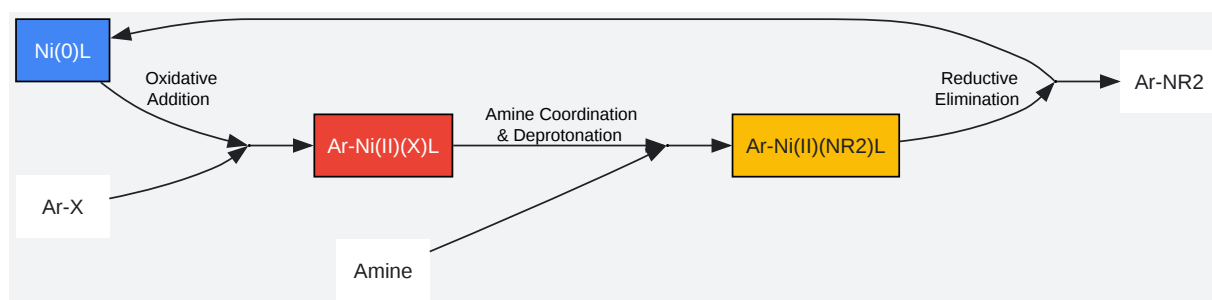 Ni(0)L
Oxidative
Addition
Ar-X
Ar-Ni(II)(X)L
Amine Coordination
& Deprotonation
Amine
Ar-Ni(II)(NR2)L
Reductive
Elimination
Ar-NR2